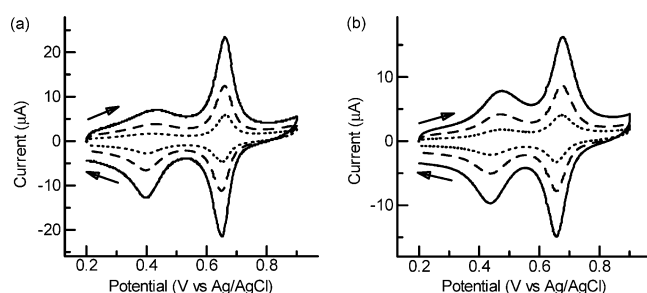 (a)
20
10
0
-10
-20
Current (μA)
0.2 0.4 0.6 0.8
Potential (V vs Ag/AgCl)
(b)
10
0
-10
Current (μA)
0.2 0.4 0.6 0.8
Potential (V vs Ag/AgCl)